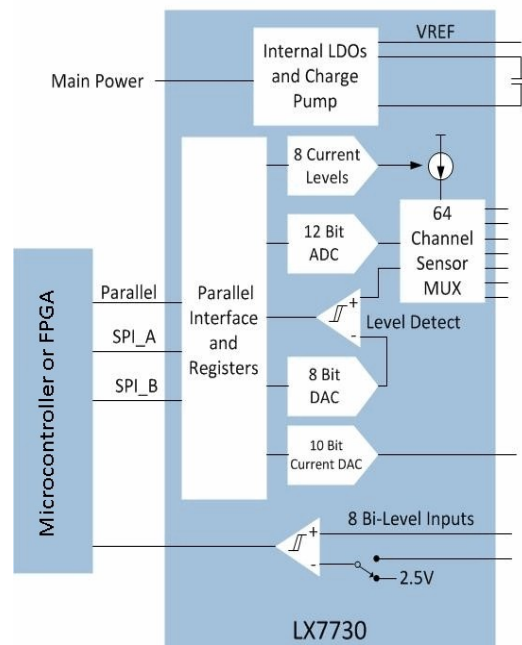 VREF
Internal LDOs
and Charge
Pump
Main Power
8 Current
Levels
12 Bit
ADC
64
Channel
Sensor
MUX
Parallel
SPI_A
SPI_B
Microcontroller or FPGA
Parallel
Interface
and
Registers
+
-
Level Detect
8 Bit
DAC
10 Bit
Current DAC
8 Bi-Level Inputs
+
-
2.5V
LX7730